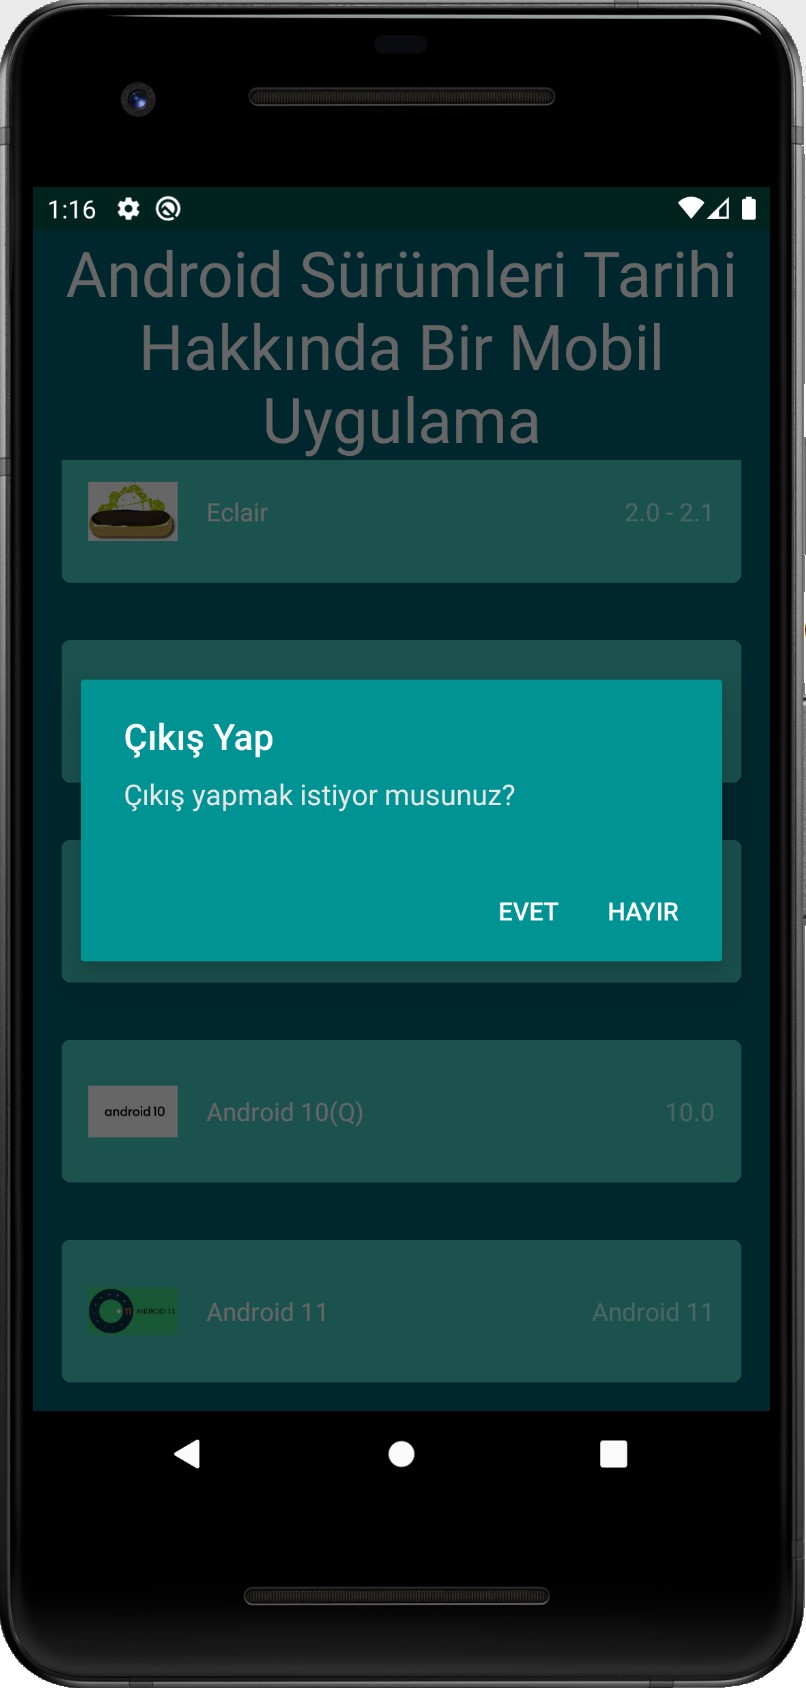 1:16
Android Sürümleri Tarihi
Hakkında Bir Mobil
Uygulama
Eclair 2.0 - 2.1
Çıkış Yap
Çıkış yapmak istiyor musunuz?
EVET HAYIR
android 10 Android 10(Q) 10.0
11 ANDROID 11 Android 11 Android 11